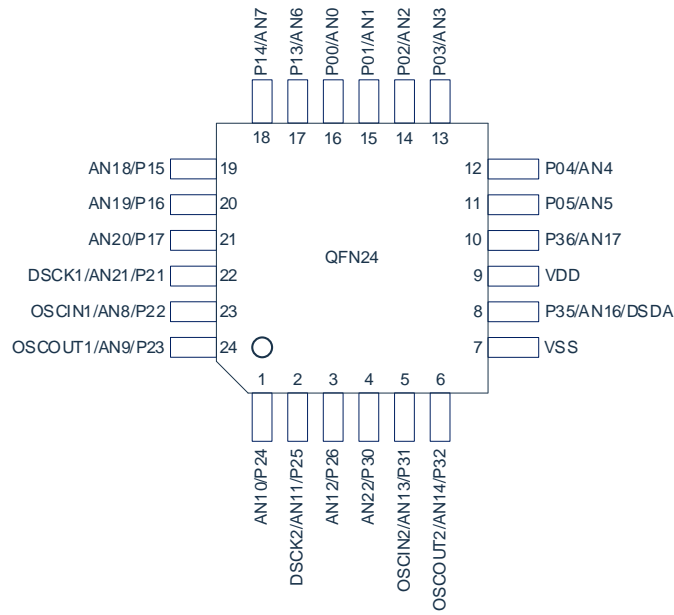 P14/AN7
P13/AN6
P00/AN0
P01/AN1
P02/AN2
P03/AN3
18
17
16
15
14
13
AN18/P15
19
AN19/P16
20
AN20/P17
21
DSCK1/AN21/P21
22
OSCIN1/AN8/P22
23
OSCOUT1/AN9/P23
24
QFN24
12
P04/AN4
11
P05/AN5
10
P36/AN17
9
VDD
8
P35/AN16/DSDA
7
VSS
1
2
3
4
5
6
AN10/P24
DSCK2/AN11/P25
AN12/P26
AN22/P30
OSCIN2/AN13/P31
OSCOUT2/AN14/P32